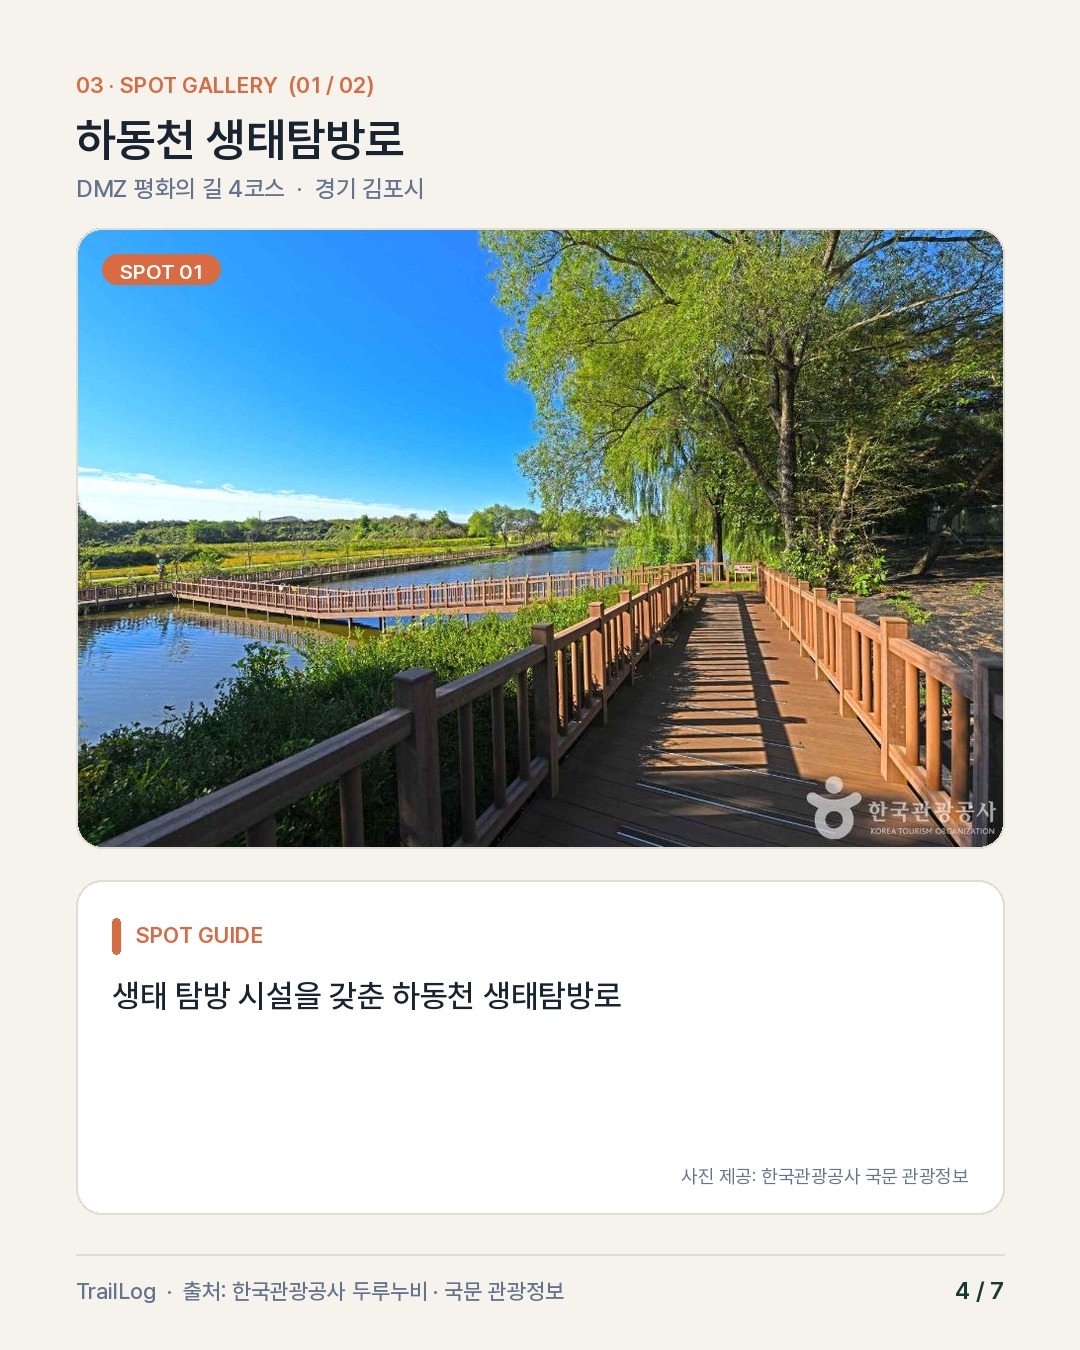 03 · SPOT GALLERY (01 / 02)
하동천 생태탐방로
DMZ 평화의 길 4코스 · 경기 김포시
SPOT 01
한국관광공사
KOREA TOURISM ORGANIZATION
SPOT GUIDE
생태 탐방 시설을 갖춘 하동천 생태탐방로
사진 제공: 한국관광공사 국문 관광정보
TrailLog · 출처: 한국관광공사 두루누비 · 국문 관광정보
4 / 7